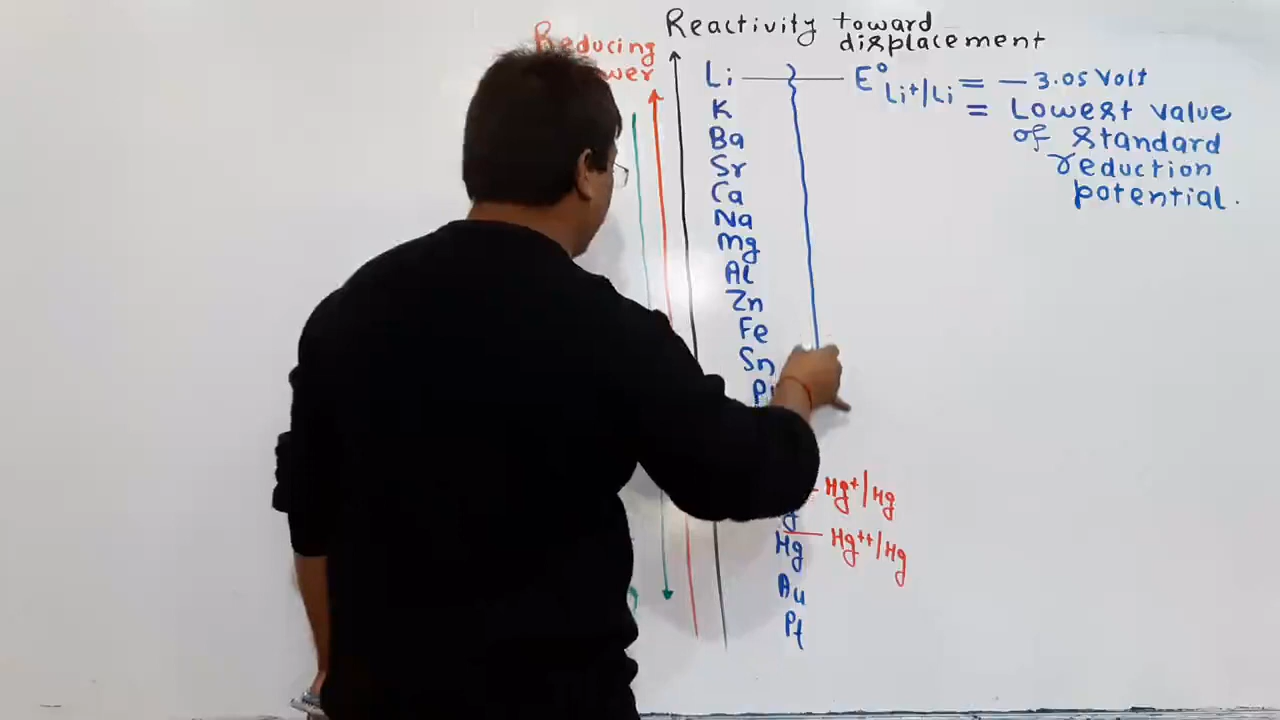 Reactivity toward
displacement
Reducing
Li
E° Li+/Li = - 3.05 Volt
= Lowest value
of standard
reduction
potential.
K
Ba
Sr
Ca
Na
Mg
Al
Zn
Fe
Sn
Hg+/Hg
Hg
Hg++/Hg
Au
Pt